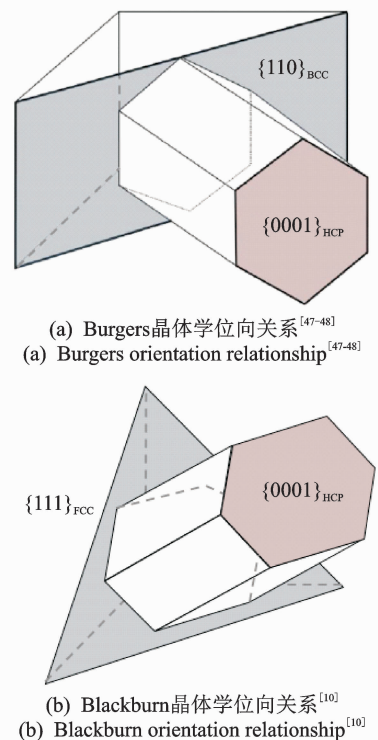 {110}BCC
{0001}HCP
(a) Burgers晶体学位向关系[47-48]
(a) Burgers orientation relationship[47-48]
{111}FCC
{0001}HCP
(b) Blackburn晶体学位向关系[10]
(b) Blackburn orientation relationship[10]